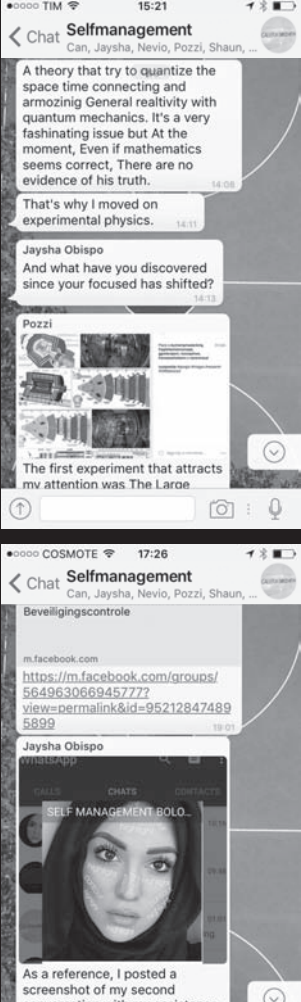 TIM 15:21
Chat Selfmanagement
Can, Jaysha, Nevio, Pozzi, Shaun, ...
A theory that try to quantize the
space time connecting and
armozinig General realtivity with
quantum mechanics. It's a very
fashinating issue but At the
moment, Even if mathematics
seems correct, There are no
evidence of his truth.
14:08
That's why I moved on
experimental physics.
14:11
Jaysha Obispo
And what have you discovered
since your focused has shifted?
14:13
Pozzi
The first experiment that attracts
my attention was The Large
COSMOTE 17:26
Chat Selfmanagement
Can, Jaysha, Nevio, Pozzi, Shaun, ...
Beveiligingscontrole
m.facebook.com
https://m.facebook.com/groups/
564963066945777?
view=permalink&id=95212847489
5899
19:01
Jaysha Obispo
WhatsApp
CALLS CHATS CONTACTS
SELF MANAGEMENT BOLO...
As a reference, I posted a
screenshot of my second